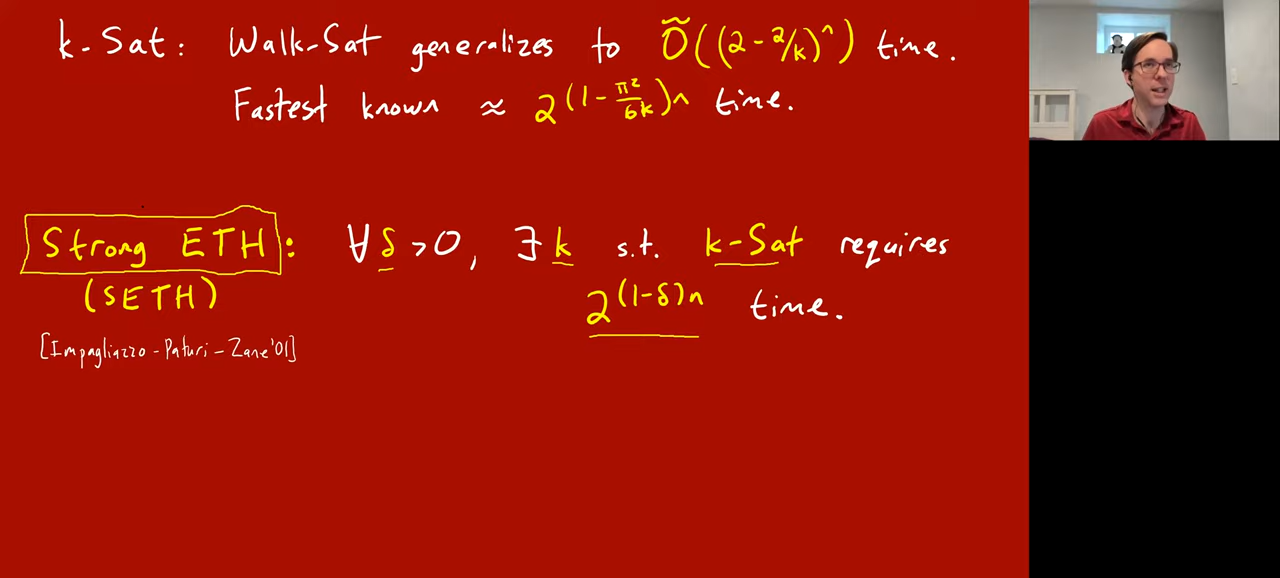 k-Sat: Walk-Sat generalizes to Õ((2-2/k)ⁿ) time.
Fastest known ≈ 2^(1-π²/6k)n time.
Strong ETH: ∀ δ >0, ∃ k s.t. k-Sat requires
(SETH) 2^(1-δ)n time.
[Impagliazzo-Paturi-Zane'01]